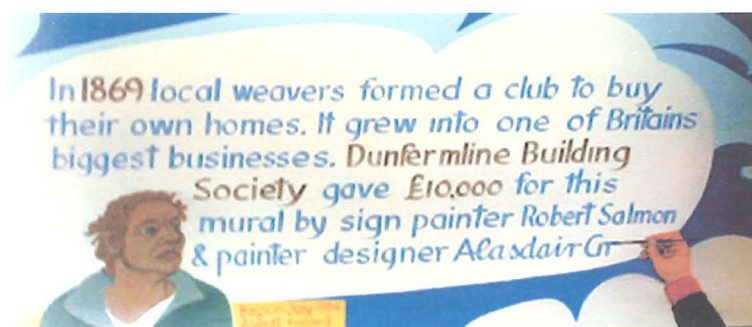 In 1869 local weavers formed a club to buy
their own homes. It grew into one of Britains
biggest businesses. Dunfermline Building
Society gave £10,000 for this
mural by sign painter Robert Salmon
& painter designer Alasdair Gr